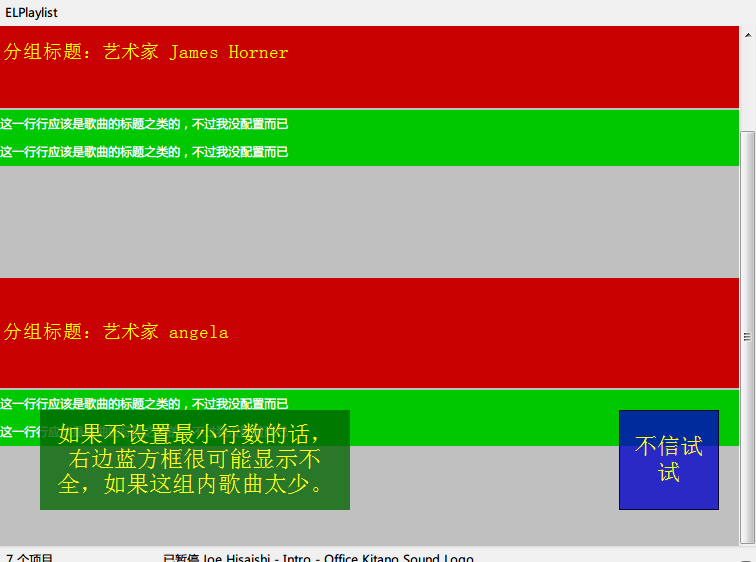 ELPlaylist
分组标题：艺术家 James Horner
这一行行应该是歌曲的标题之类的，不过我没配置而已
这一行行应该是歌曲的标题之类的，不过我没配置而已
分组标题：艺术家 angela
这一行行应该是歌曲的标题之类的，不过我没配置而已
这一行行应该是
如果不设置最小行数的话，
右边蓝方框很可能显示不
全，如果这组内歌曲太少。
不信试
试
7 个项目
已暂停 Joe Hisaishi - Intro - Office Kitano Sound Logo